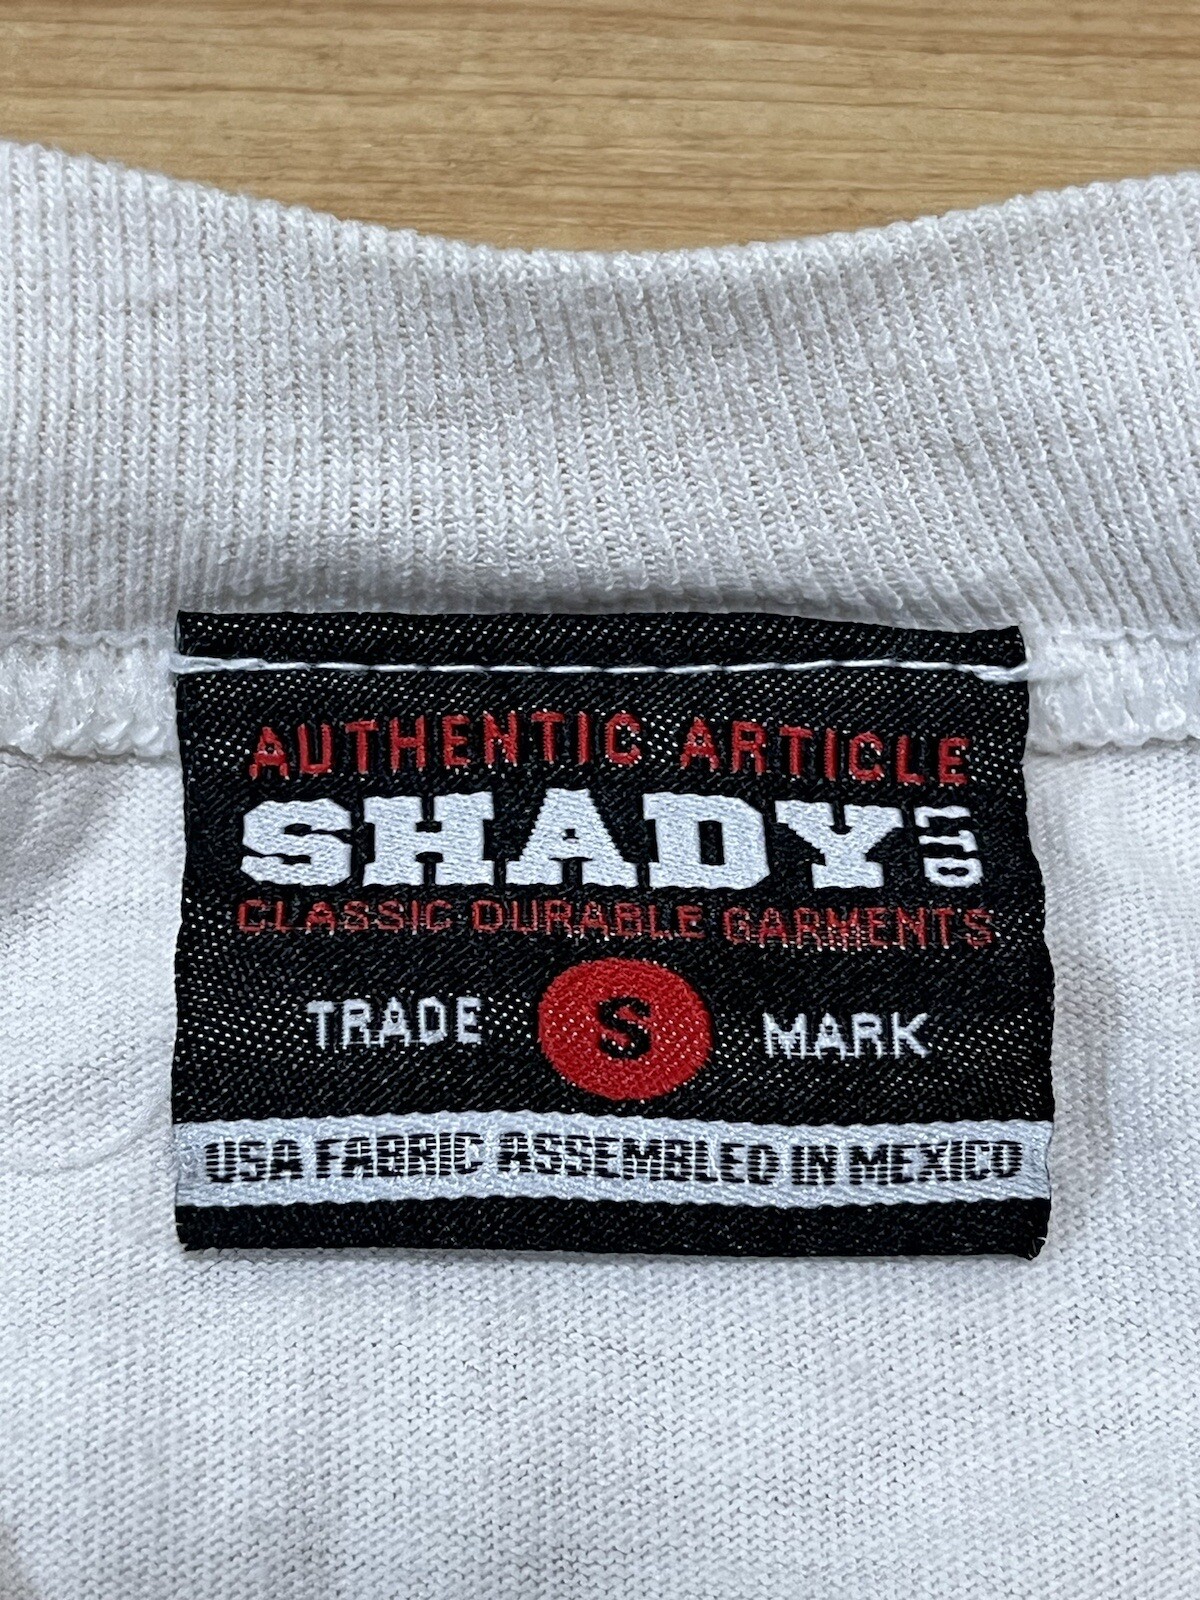 AUTHENTIC ARTICLE
SHADY LTD
CLASSIC DURABLE GARMENTS
TRADE S MARK
USA FABRIC ASSEMBLED IN MEXICO